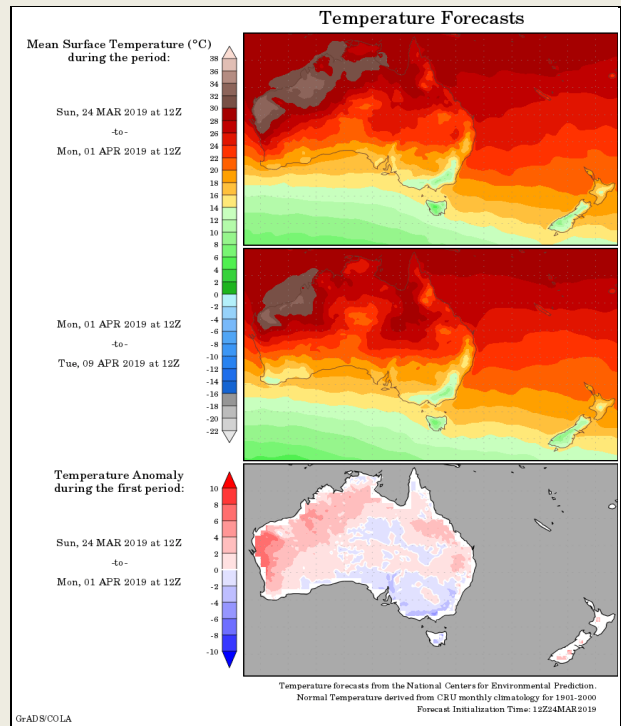 Temperature Forecasts
Mean Surface Temperature (°C)
during the period:
Sun, 24 MAR 2019 at 12Z
-to-
Mon, 01 APR 2019 at 12Z
38
36
34
32
30
28
26
24
22
20
18
16
14
12
10
8
6
4
2
0
-2
-4
-6
-8
-10
-12
-14
-16
-18
-20
-22
Mon, 01 APR 2019 at 12Z
-to-
Tue, 09 APR 2019 at 12Z
Temperature Anomaly
during the first period:
Sun, 24 MAR 2019 at 12Z
-to-
Mon, 01 APR 2019 at 12Z
10
8
6
4
2
0
-2
-4
-6
-8
-10
Temperature forecasts from the National Centers for Environmental Prediction.
Normal Temperature derived from CRU monthly climatology for 1901-2000
Forecast Initialization Time: 12Z24MAR2019
GrADS/COLA